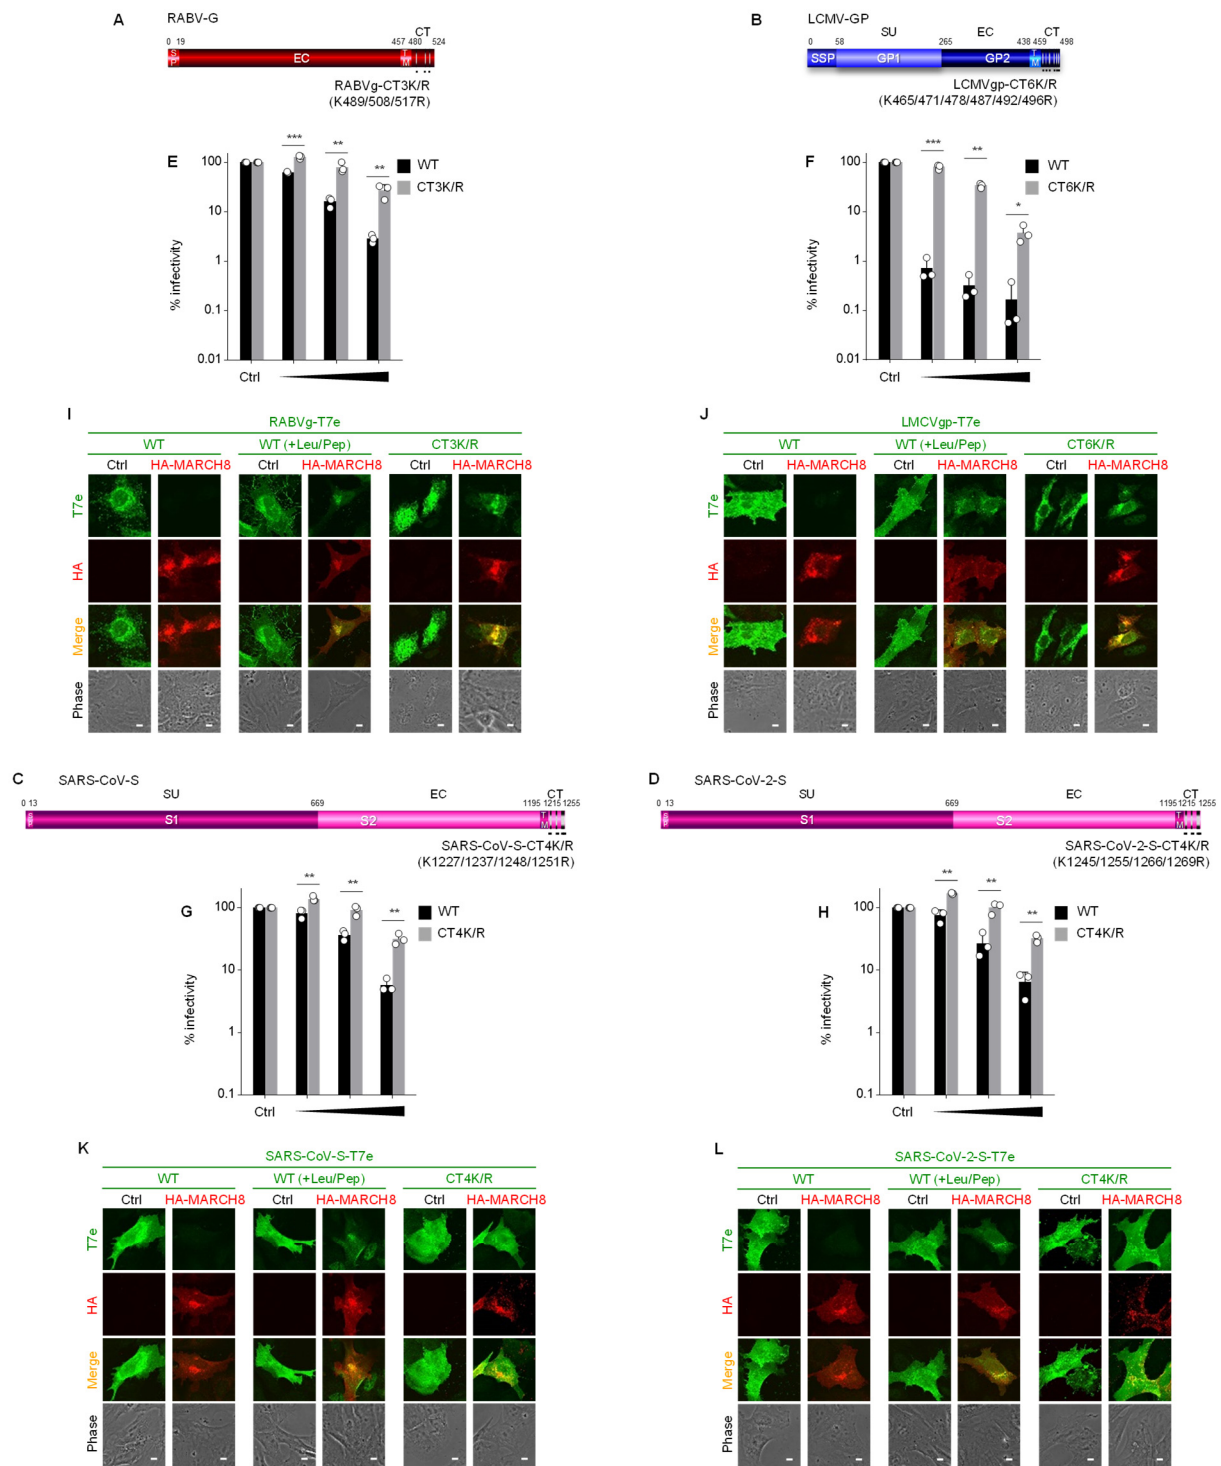 A RABV-G
CT
0 19 457 480 524
SP EC TM
RABVg-CT3K/R
(K489/508/517R)
B LCMV-GP
SU EC CT
0 58 265 438 459 498
SSP GP1 GP2 TM
LCMVgp-CT6K/R
(K465/471/478/487/492/496R)
E
*** ** **
WT
CT3K/R
% infectivity
100
10
1
0.1
0.01
Ctrl
F
*** ** *
WT
CT6K/R
% infectivity
100
10
1
0.1
0.01
Ctrl
I
RABVg-T7e
WT WT (+Leu/Pep) CT3K/R
Ctrl HA-MARCH8 Ctrl HA-MARCH8 Ctrl HA-MARCH8
T7e
HA
Merge
Phase
J
LMCVgp-T7e
WT WT (+Leu/Pep) CT6K/R
Ctrl HA-MARCH8 Ctrl HA-MARCH8 Ctrl HA-MARCH8
T7e
HA
Merge
Phase
C SARS-CoV-S
SU EC CT
0 13 669 1195 1215 1255
SP S1 S2 TM
SARS-CoV-S-CT4K/R
(K1227/1237/1248/1251R)
D SARS-CoV-2-S
SU EC CT
0 13 669 1195 1215 1255
SP S1 S2 TM
SARS-CoV-2-S-CT4K/R
(K1245/1255/1266/1269R)
G
** ** **
WT
CT4K/R
% infectivity
100
10
1
0.1
Ctrl
H
** ** **
WT
CT4K/R
% infectivity
100
10
1
0.1
Ctrl
K
SARS-CoV-S-T7e
WT WT (+Leu/Pep) CT4K/R
Ctrl HA-MARCH8 Ctrl HA-MARCH8 Ctrl HA-MARCH8
T7e
HA
Merge
Phase
L
SARS-CoV-2-S-T7e
WT WT (+Leu/Pep) CT4K/R
Ctrl HA-MARCH8 Ctrl HA-MARCH8 Ctrl HA-MARCH8
T7e
HA
Merge
Phase